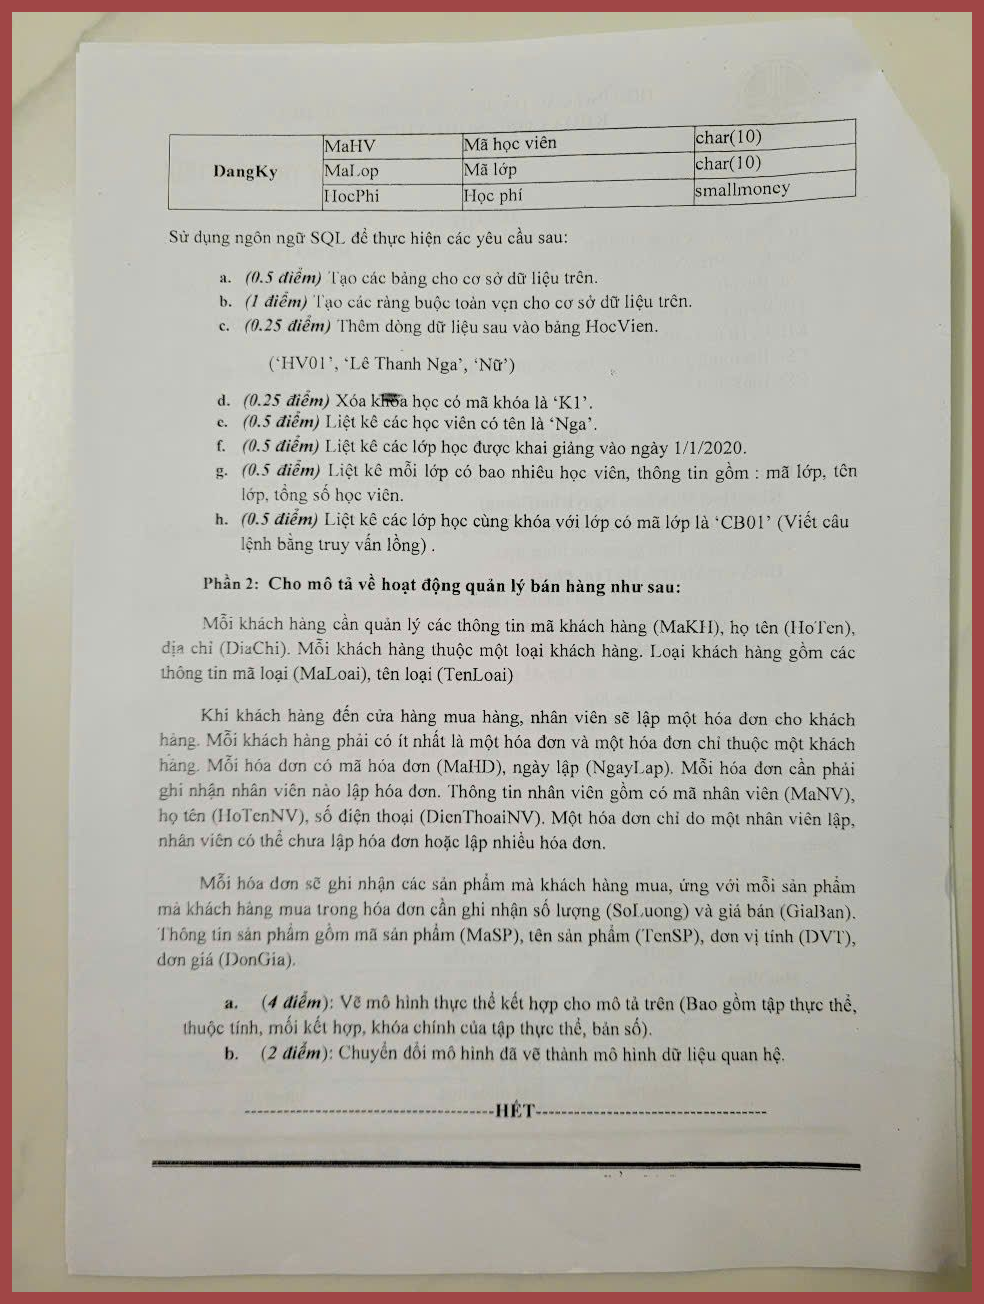 DangKy
MaHV Mã học viên char(10)
MaLop Mã lớp char(10)
HocPhi Học phí smallmoney
Sử dụng ngôn ngữ SQL để thực hiện các yêu cầu sau:
a. (0.5 điểm) Tạo các bảng cho cơ sở dữ liệu trên.
b. (1 điểm) Tạo các ràng buộc toàn vẹn cho cơ sở dữ liệu trên.
c. (0.25 điểm) Thêm dòng dữ liệu sau vào bảng HocVien.
(‘HV01’, ‘Lê Thanh Nga’, ‘Nữ’)
d. (0.25 điểm) Xóa khóa học có mã khóa là ‘K1’.
e. (0.5 điểm) Liệt kê các học viên có tên là ‘Nga’.
f. (0.5 điểm) Liệt kê các lớp học được khai giảng vào ngày 1/1/2020.
g. (0.5 điểm) Liệt kê mỗi lớp có bao nhiêu học viên, thông tin gồm : mã lớp, tên
lớp, tổng số học viên.
h. (0.5 điểm) Liệt kê các lớp học cùng khóa với lớp có mã lớp là ‘CB01’ (Viết câu
lệnh bằng truy vấn lồng) .
Phần 2: Cho mô tả về hoạt động quản lý bán hàng như sau:
Mỗi khách hàng cần quản lý các thông tin mã khách hàng (MaKH), họ tên (HoTen),
địa chỉ (DiaChi). Mỗi khách hàng thuộc một loại khách hàng. Loại khách hàng gồm các
thông tin mã loại (MaLoai), tên loại (TenLoai)
Khi khách hàng đến cửa hàng mua hàng, nhân viên sẽ lập một hóa đơn cho khách
hàng. Mỗi khách hàng phải có ít nhất là một hóa đơn và một hóa đơn chỉ thuộc một khách
hàng. Mỗi hóa đơn có mã hóa đơn (MaHD), ngày lập (NgayLap). Mỗi hóa đơn cần phải
ghi nhận nhân viên nào lập hóa đơn. Thông tin nhân viên gồm có mã nhân viên (MaNV),
họ tên (HoTenNV), số điện thoại (DienThoaiNV). Một hóa đơn chỉ do một nhân viên lập,
nhân viên có thể chưa lập hóa đơn hoặc lập nhiều hóa đơn.
Mỗi hóa đơn sẽ ghi nhận các sản phẩm mà khách hàng mua, ứng với mỗi sản phẩm
mà khách hàng mua trong hóa đơn cần ghi nhận số lượng (SoLuong) và giá bán (GiaBan).
Thông tin sản phẩm gồm mã sản phẩm (MaSP), tên sản phẩm (TenSP), đơn vị tính (DVT),
đơn giá (DonGia).
a. (4 điểm): Vẽ mô hình thực thể kết hợp cho mô tả trên (Bao gồm tập thực thể,
thuộc tính, mối kết hợp, khóa chính của tập thực thể, bản số).
b. (2 điểm): Chuyển đổi mô hình đã vẽ thành mô hình dữ liệu quan hệ.
---------------------------------------HẾT------------------------------------